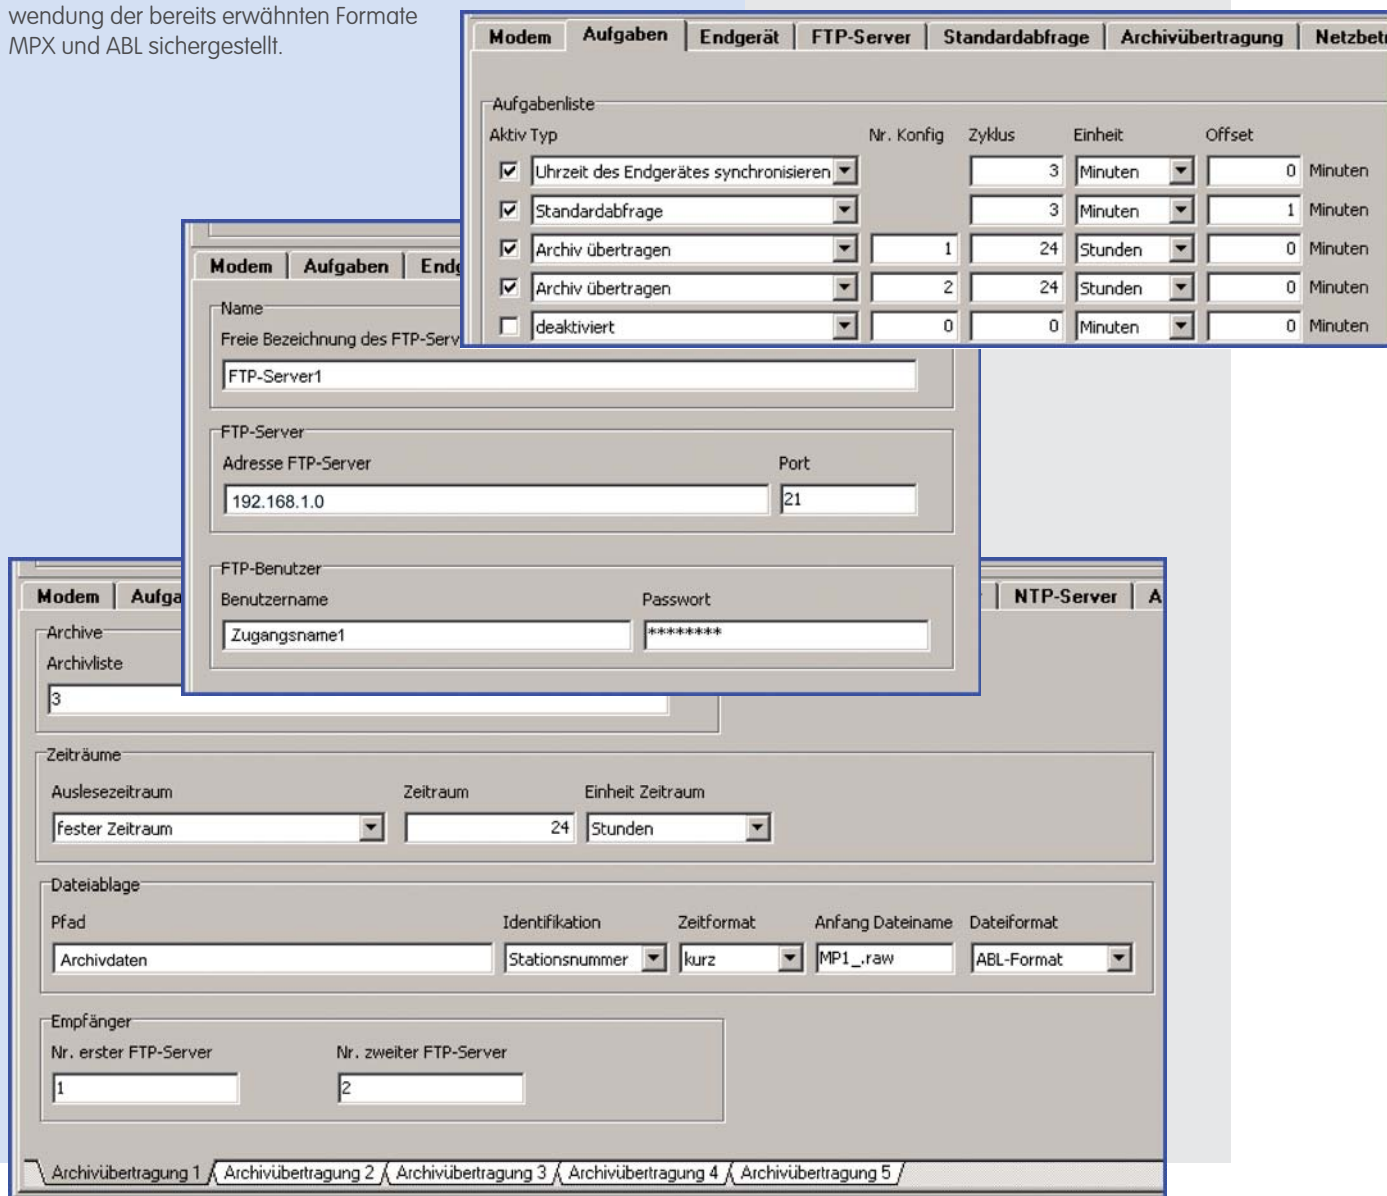 wendung der bereits erwähnten Formate
MPX und ABL sichergestellt.
Modem Aufgaben Endgerät FTP-Server Standardabfrage Archivübertragung
Aufgabenliste
Aktiv Typ Nr. Konfig Zyklus Einheit Offset
Uhrzeit des Endgerätes synchronisieren 3 Minuten 0 Minuten
Standardabfrage 3 Minuten 1 Minuten
Archiv übertragen 1 24 Stunden 0 Minuten
Archiv übertragen 2 24 Stunden 0 Minuten
deaktiviert 0 0 Minuten 0 Minuten
Modem Aufgaben
Name
Freie Bezeichnung des
FTP-Server1
FTP-Server
Adresse FTP-Server Port
192.168.1.0 21
FTP-Benutzer
Benutzername Passwort
Zugangsname1 ********
Modem NTP-Server
Archive
Archivliste
3
Zeiträume
Auslesezeitraum Zeitraum Einheit Zeitraum
fester Zeitraum 24 Stunden
Dateiablage
Pfad Identifikation Zeitformat Anfang Dateiname Dateiformat
Archivdaten Stationsnummer kurz MP1_.raw ABL-Format
Empfänger
Nr. erster FTP-Server Nr. zweiter FTP-Server
1 2
Archivübertragung 1 Archivübertragung 2 Archivübertragung 3 Archivübertragung 4 Archivübertragung 5